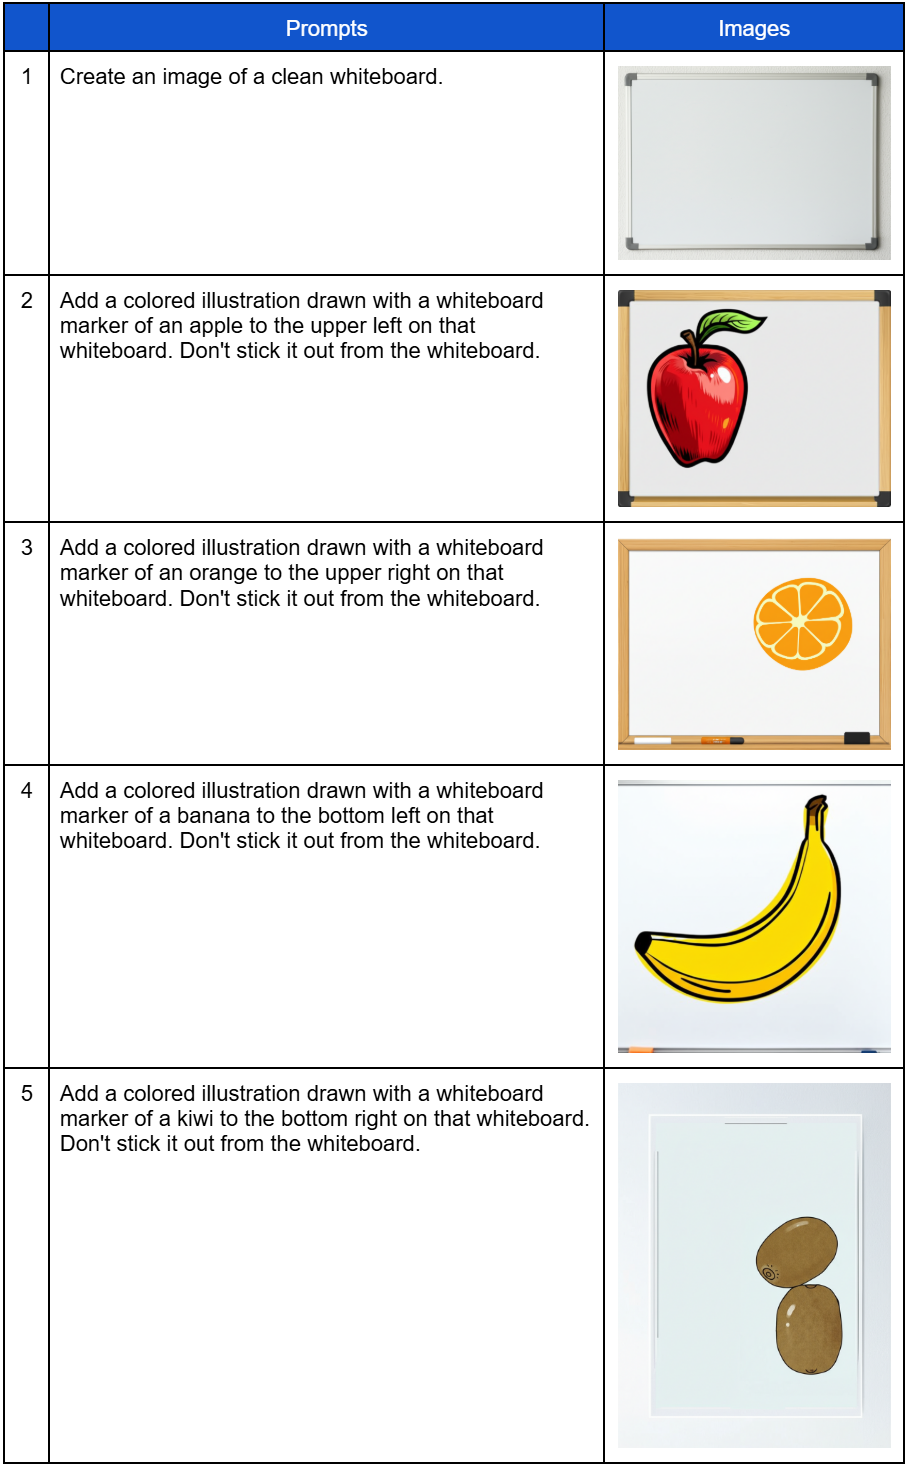 Prompts Images
1 Create an image of a clean whiteboard.
2 Add a colored illustration drawn with a whiteboard
marker of an apple to the upper left on that
whiteboard. Don't stick it out from the whiteboard.
3 Add a colored illustration drawn with a whiteboard
marker of an orange to the upper right on that
whiteboard. Don't stick it out from the whiteboard.
4 Add a colored illustration drawn with a whiteboard
marker of a banana to the bottom left on that
whiteboard. Don't stick it out from the whiteboard.
5 Add a colored illustration drawn with a whiteboard
marker of a kiwi to the bottom right on that whiteboard.
Don't stick it out from the whiteboard.